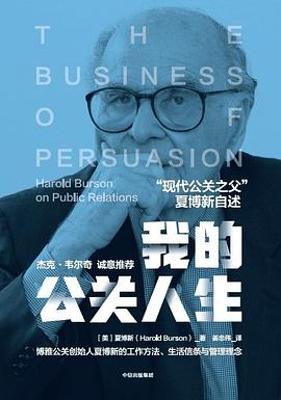 THE
BUSINESS
OF
PERSUASION
Harold Burson
on Public Relations
“现代公关之父”
夏博新自述
杰克·韦尔奇 诚意推荐
我的
公关人生
［美］夏博新（Harold Burson）_著
姜忠伟_译
博雅公关创始人夏博新的工作方法、生活信条与管理理念
中信出版集团